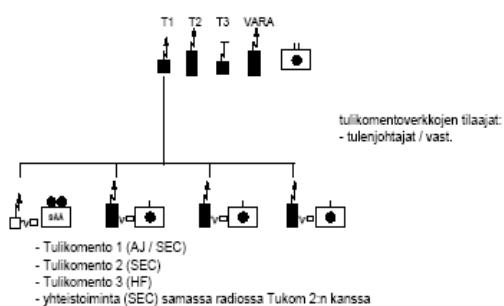 T1 T2 T3 VARA
tulikomentoverkkojen tilaajat:
- tulenjohtajat / vast.
SÄÄ
V V V V
- Tulikomento 1 (AJ / SEC)
- Tulikomento 2 (SEC)
- Tulikomento 3 (HF)
- yhteistoiminta (SEC) samassa radiossa Tukom 2:n kanssa